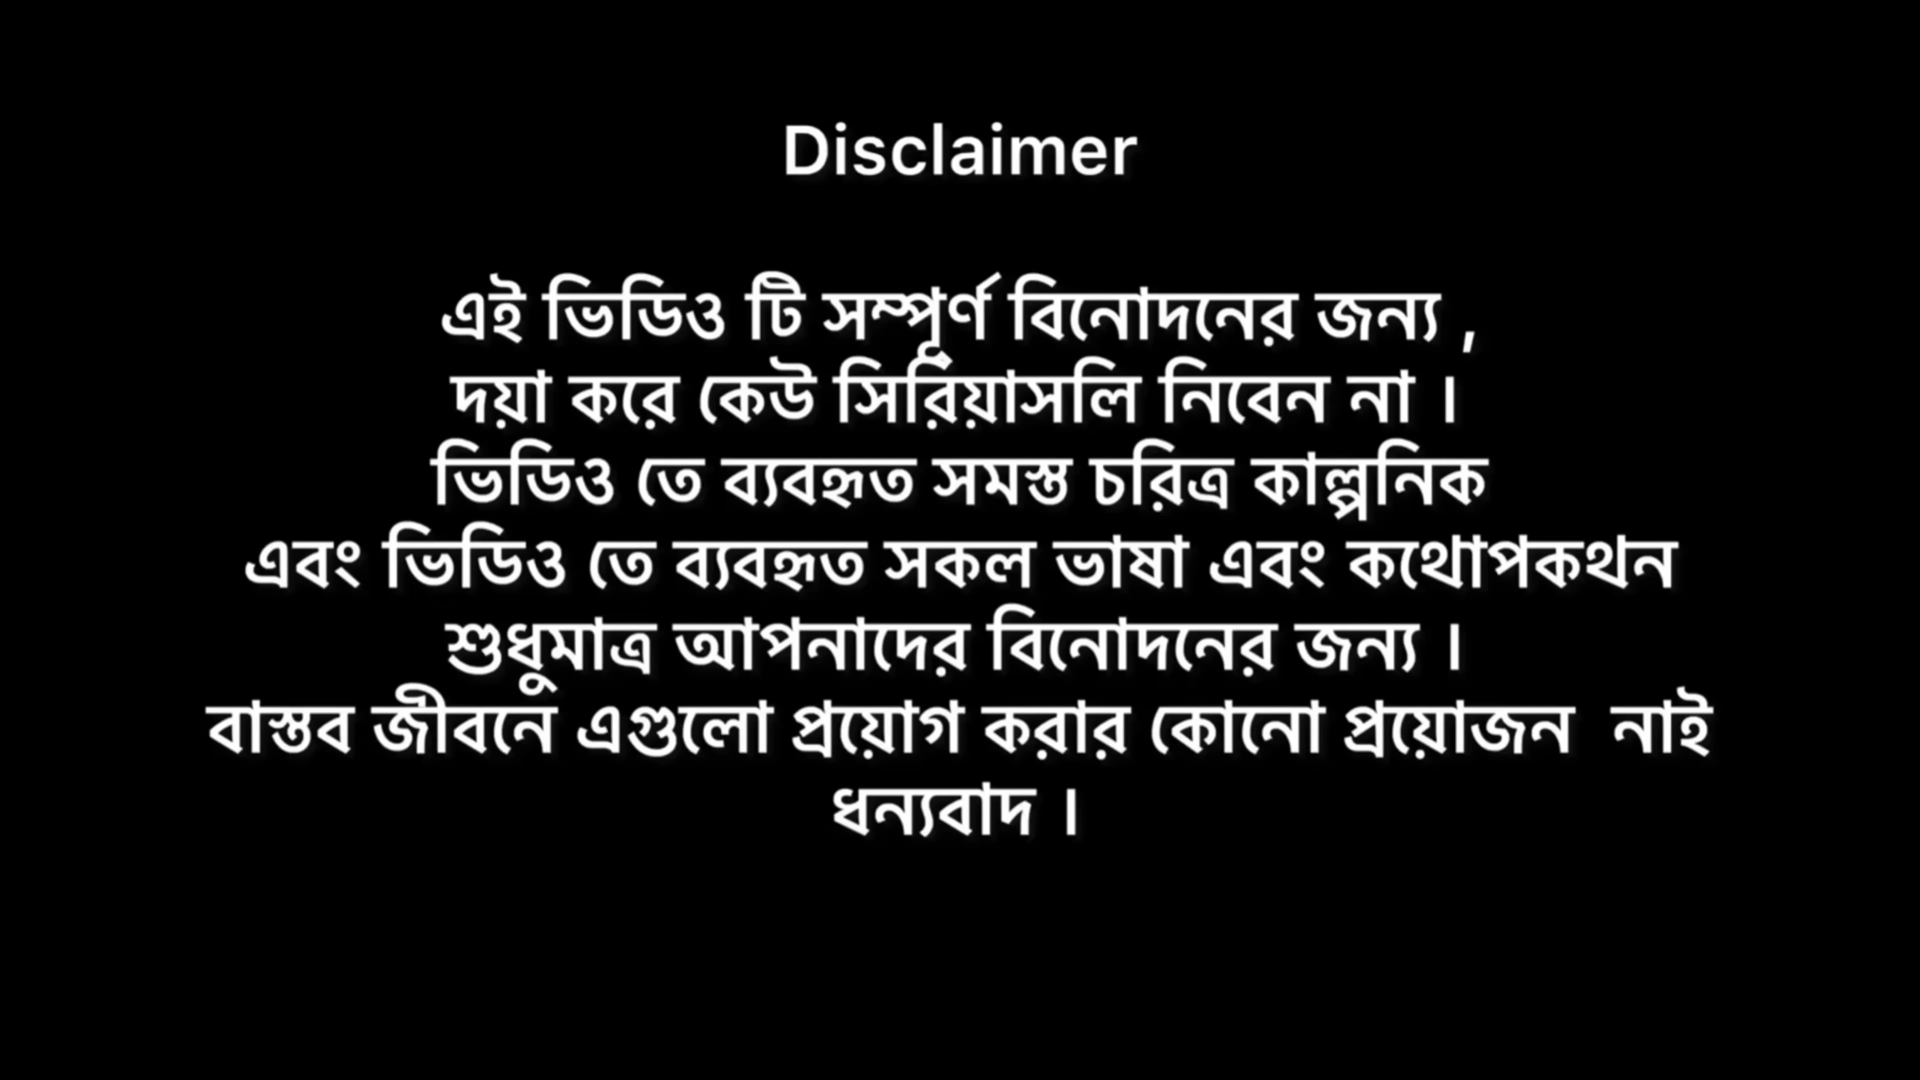 Disclaimer
এই ভিডিও টি সম্পূর্ণ বিনোদনের জন্য ,
দয়া করে কেউ সিরিয়াসলি নিবেন না ।
ভিডিও তে ব্যবহৃত সমস্ত চরিত্র কাল্পনিক
এবং ভিডিও তে ব্যবহৃত সকল ভাষা এবং কথোপকথন
শুধুমাত্র আপনাদের বিনোদনের জন্য ।
বাস্তব জীবনে এগুলো প্রয়োগ করার কোনো প্রয়োজন  নাই
ধন্যবাদ ।